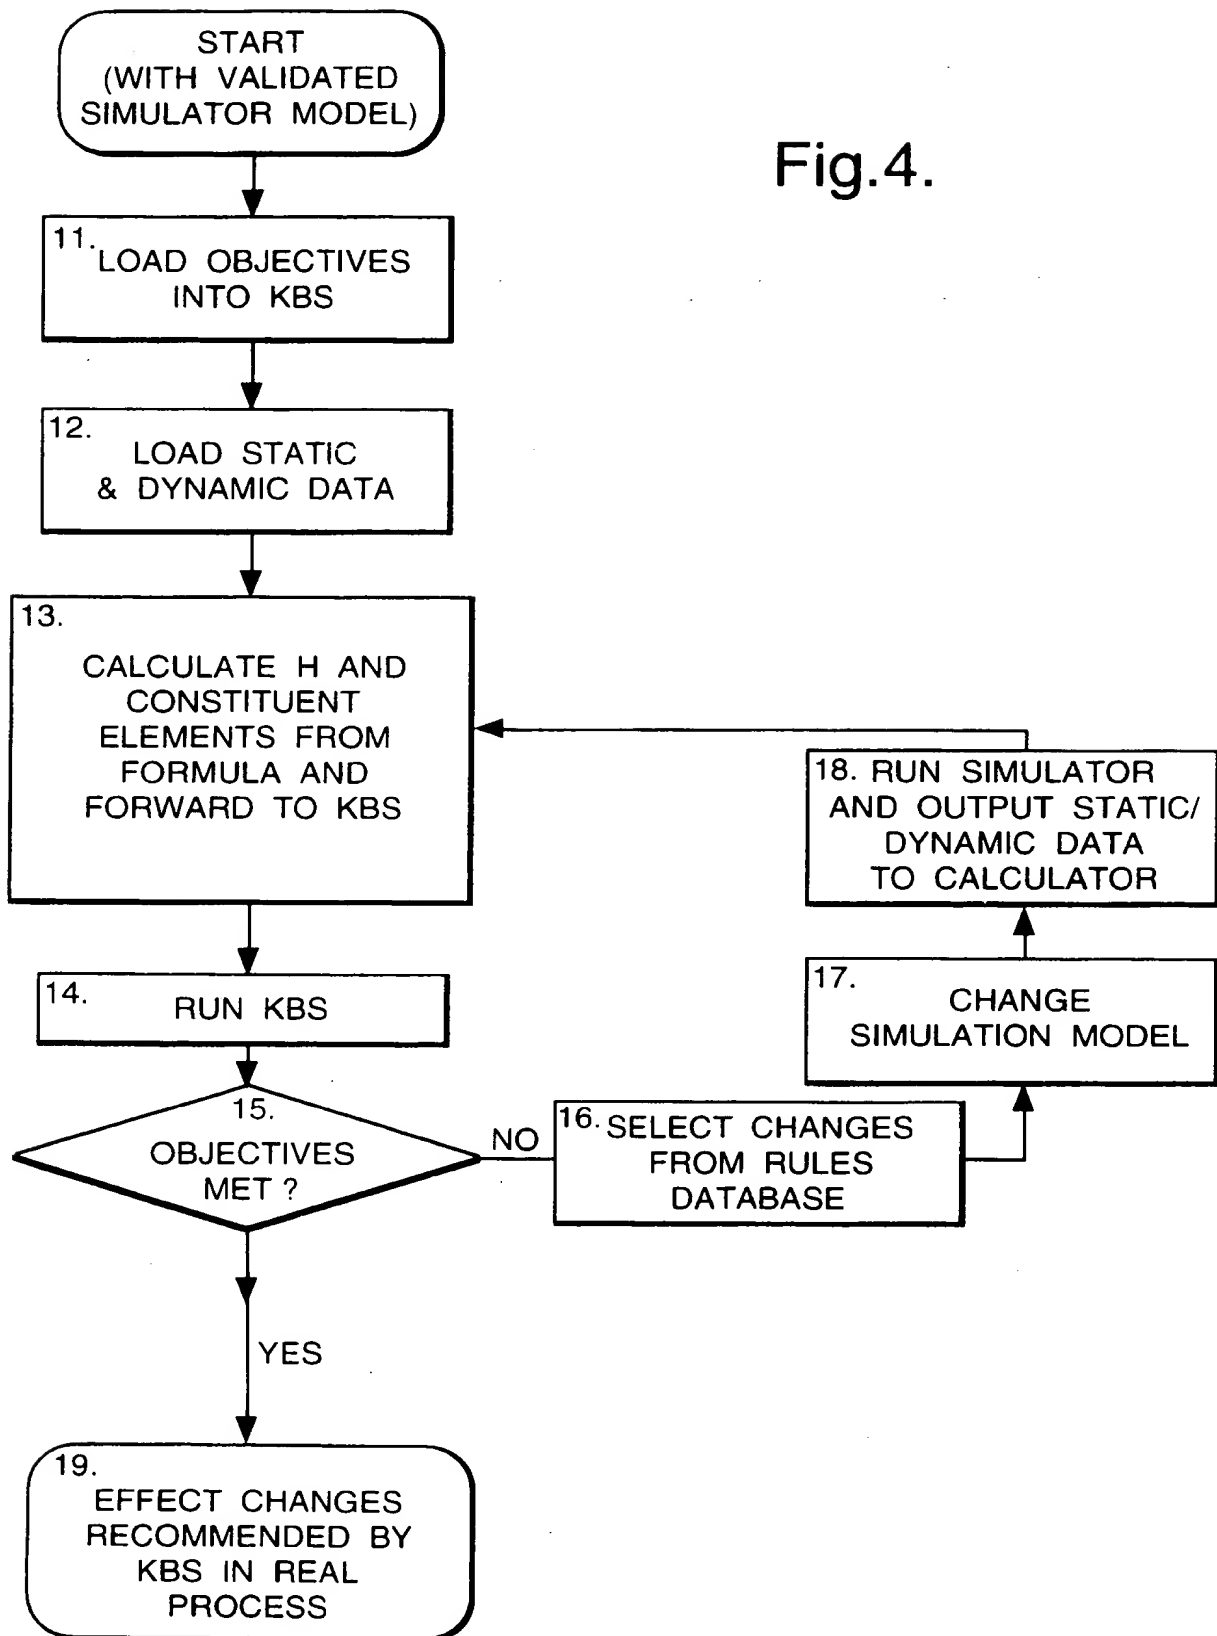 START
(WITH VALIDATED
SIMULATOR MODEL)
Fig.4.
11.
LOAD OBJECTIVES
INTO KBS
12.
LOAD STATIC
& DYNAMIC DATA
13.
CALCULATE H AND
CONSTITUENT
ELEMENTS FROM
FORMULA AND
FORWARD TO KBS
14.
RUN KBS
15.
OBJECTIVES
MET ?
NO
16. SELECT CHANGES
FROM RULES
DATABASE
17.
CHANGE
SIMULATION MODEL
18. RUN SIMULATOR
AND OUTPUT STATIC/
DYNAMIC DATA
TO CALCULATOR
YES
19.
EFFECT CHANGES
RECOMMENDED BY
KBS IN REAL
PROCESS